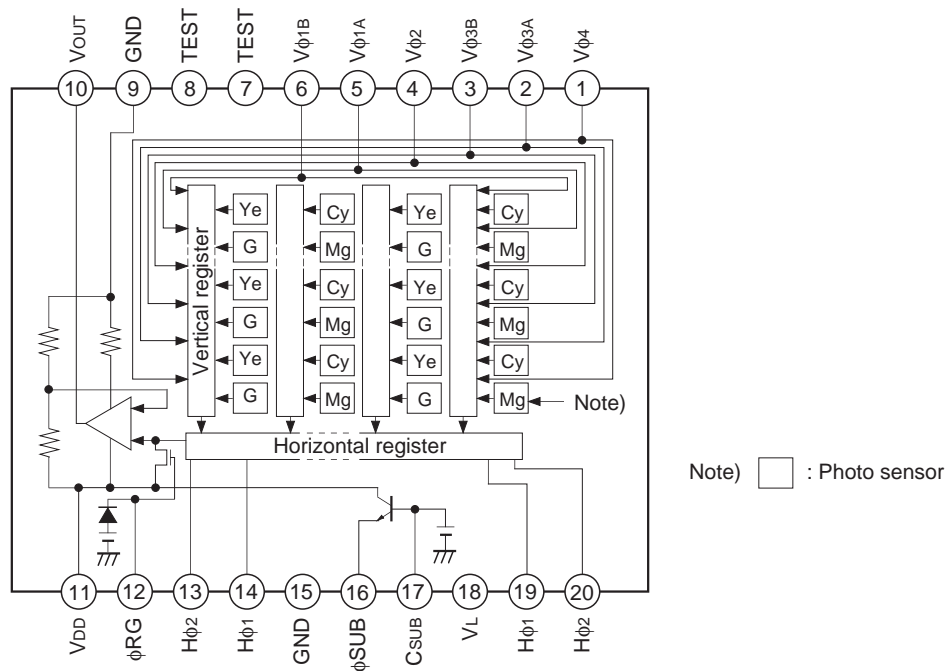 VOUT GND TEST TEST Vφ1B Vφ1A Vφ2 Vφ3B Vφ3A Vφ4
10 9 8 7 6 5 4 3 2 1
Vertical register
Ye Cy Ye Cy
G Mg G Mg
Ye Cy Ye Cy
G Mg G Mg
Ye Cy Ye Cy
G Mg G Mg
Note)
Horizontal register
Note) : Photo sensor
11 12 13 14 15 16 17 18 19 20
VDD φRG Hφ2 Hφ1 GND φSUB CSUB VL Hφ1 Hφ2